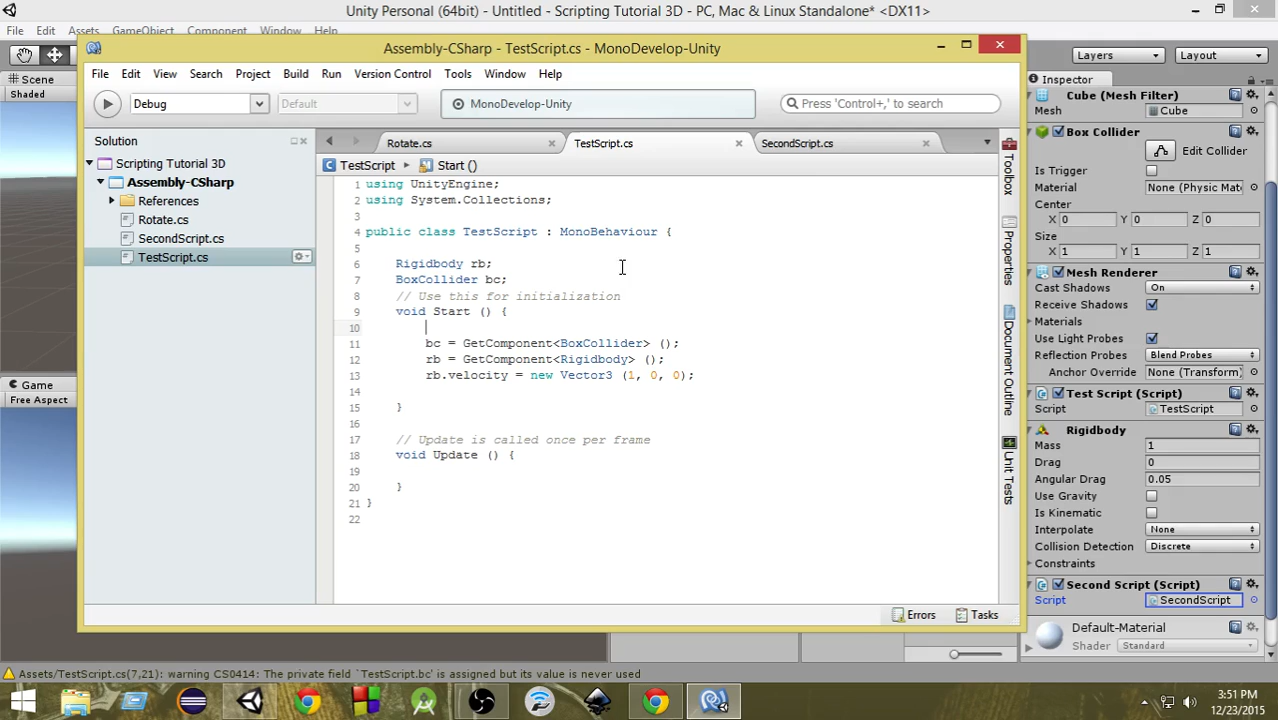 Unity Personal (64bit) - Untitled - Scripting Tutorial 3D - PC, Mac & Linux Standalone* <DX11>
File Edit Assets GameObject Component Window Help
Layers Layout
Scene
Shaded
Game
Free Aspect
Assembly-CSharp - TestScript.cs - MonoDevelop-Unity
File Edit View Search Project Build Run Version Control Tools Window Help
Debug Default MonoDevelop-Unity Press 'Control+,' to search
Solution
Scripting Tutorial 3D
Assembly-CSharp
References
Rotate.cs
SecondScript.cs
TestScript.cs
Rotate.cs TestScript.cs SecondScript.cs
TestScript Start ()
1 using UnityEngine;
2 using System.Collections;
3
4 public class TestScript : MonoBehaviour {
5
6 Rigidbody rb;
7 BoxCollider bc;
8 // Use this for initialization
9 void Start () {
10
11 bc = GetComponent<BoxCollider> ();
12 rb = GetComponent<Rigidbody> ();
13 rb.velocity = new Vector3 (1, 0, 0);
14
15 }
16
17 // Update is called once per frame
18 void Update () {
19
20 }
21 }
22
Toolbox
Properties
Document Outline
Unit Tests
Errors Tasks
Inspector
Cube (Mesh Filter)
Mesh Cube
Box Collider
Edit Collider
Is Trigger
Material None (Physic Mat
Center
X 0 Y 0 Z 0
Size
X 1 Y 1 Z 1
Mesh Renderer
Cast Shadows On
Receive Shadows
Materials
Use Light Probes
Reflection Probes Blend Probes
Anchor Override None (Transform)
Test Script (Script)
Script TestScript
Rigidbody
Mass 1
Drag 0
Angular Drag 0.05
Use Gravity
Is Kinematic
Interpolate None
Collision Detection Discrete
Constraints
Second Script (Script)
Script SecondScript
Default-Material
Shader Standard
Assets/TestScript.cs(7,21): warning CS0414: The private field `TestScript.bc' is assigned but its value is never used
3:51 PM
12/23/2015